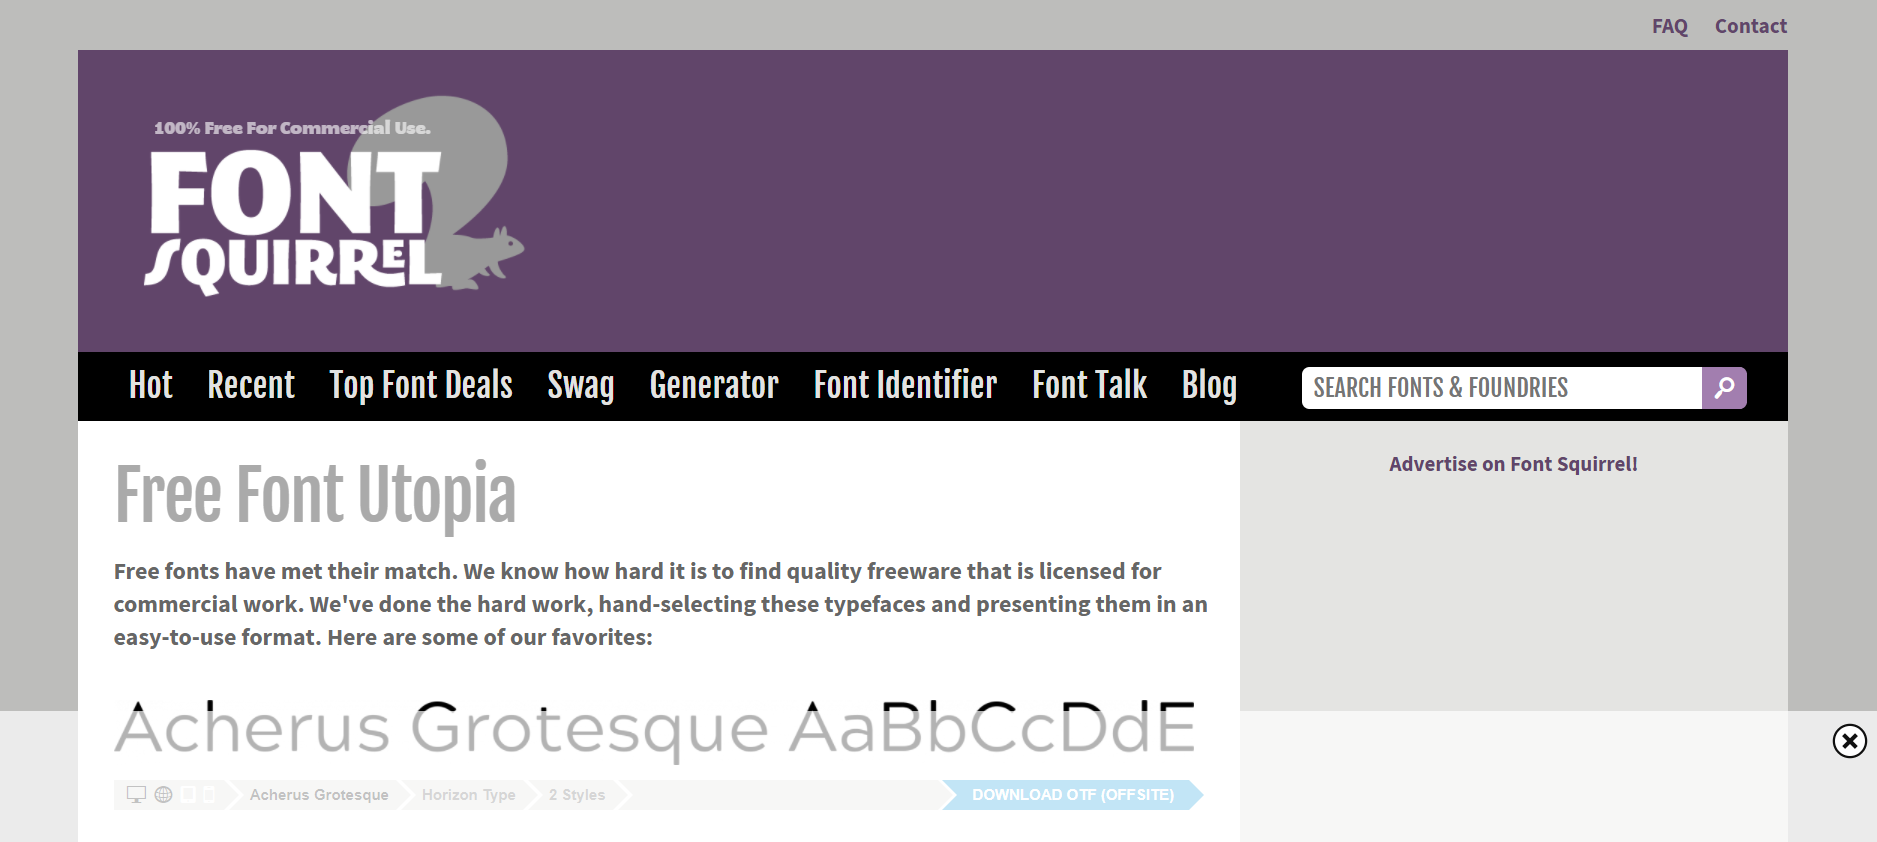 FAQ Contact
100% Free For Commercial Use.
FONT
SQUIRREL
Hot Recent Top Font Deals Swag Generator Font Identifier Font Talk Blog SEARCH FONTS & FOUNDRIES
Free Font Utopia
Advertise on Font Squirrel!
Free fonts have met their match. We know how hard it is to find quality freeware that is licensed for
commercial work. We've done the hard work, hand-selecting these typefaces and presenting them in an
easy-to-use format. Here are some of our favorites:
Acherus Grotesque AaBbCcDdE
Acherus Grotesque Horizon Type 2 Styles DOWNLOAD OTF (OFFSITE)